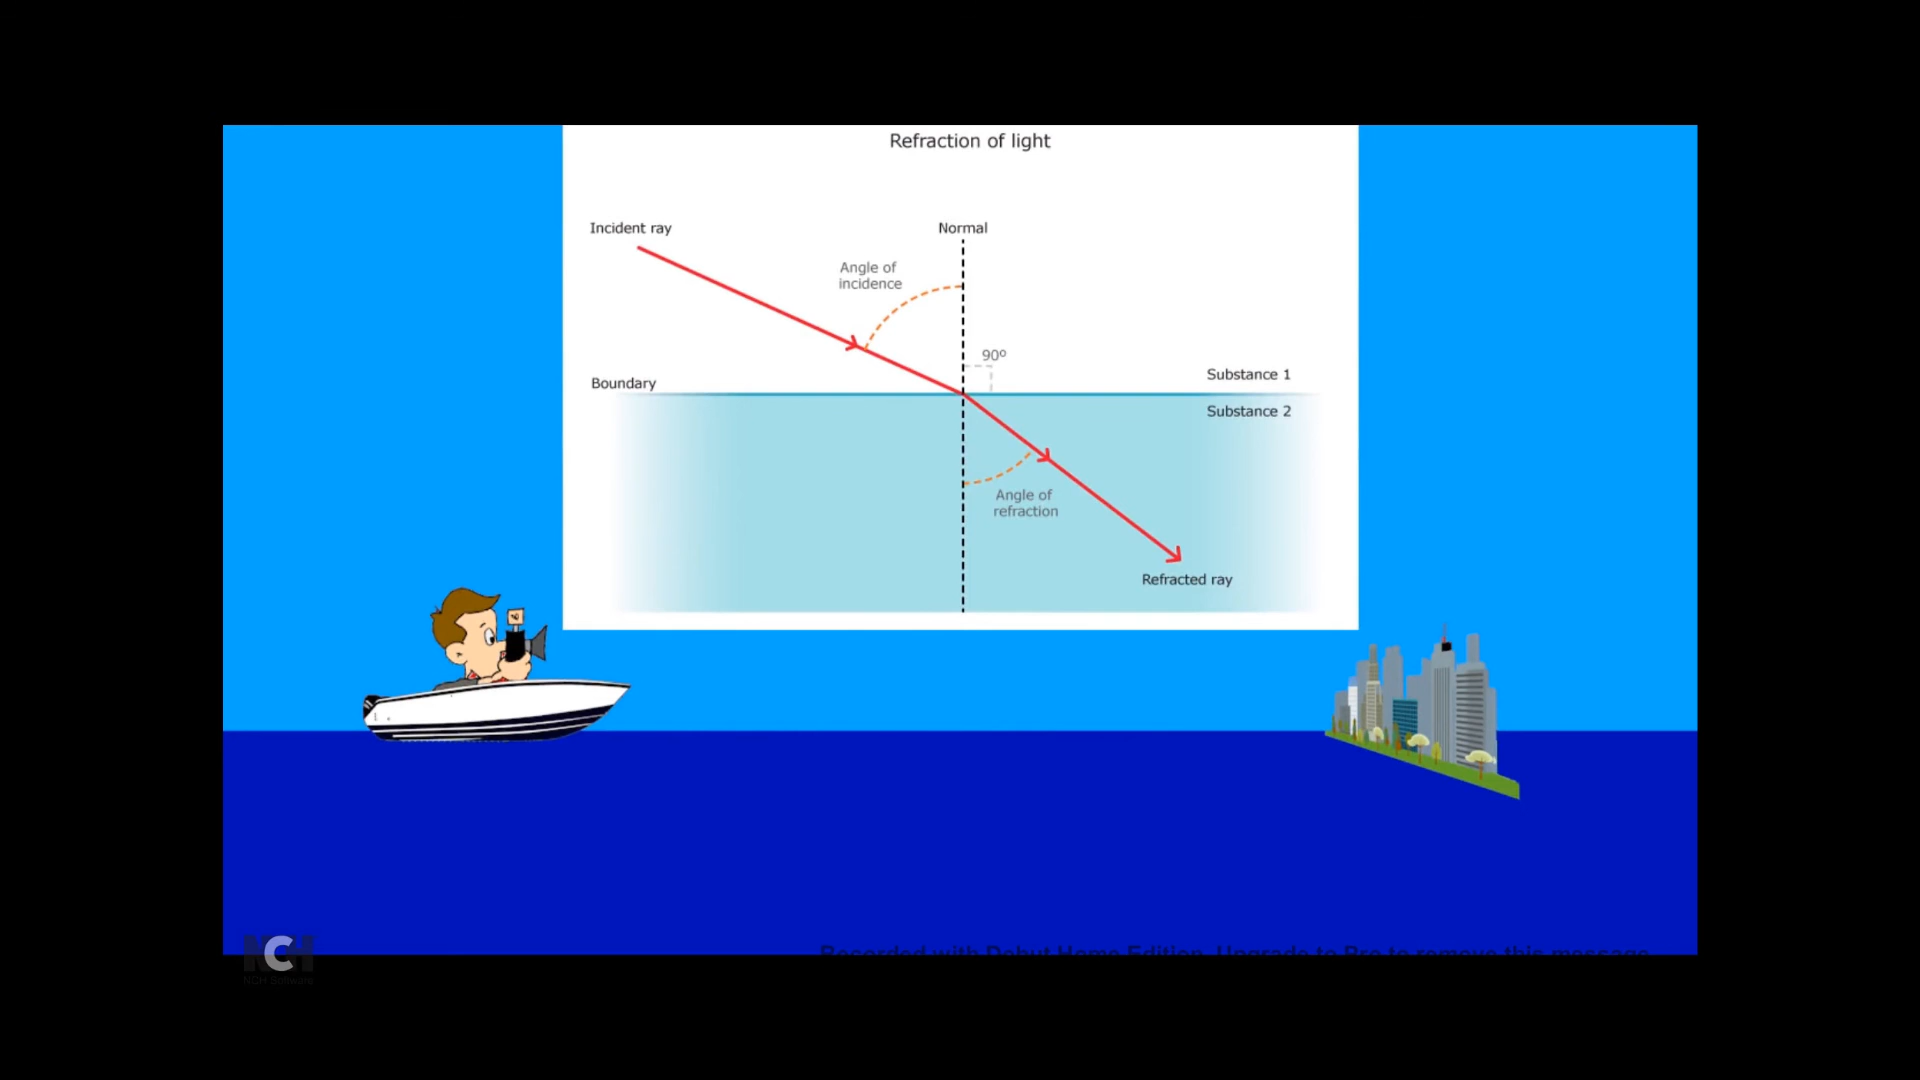 Refraction of light
Incident ray
Normal
Angle of
incidence
90º
Boundary
Substance 1
Substance 2
Angle of
refraction
Refracted ray
NCH
NCH Software
Recorded with Debut Home Edition. Upgrade to Pro to remove this message